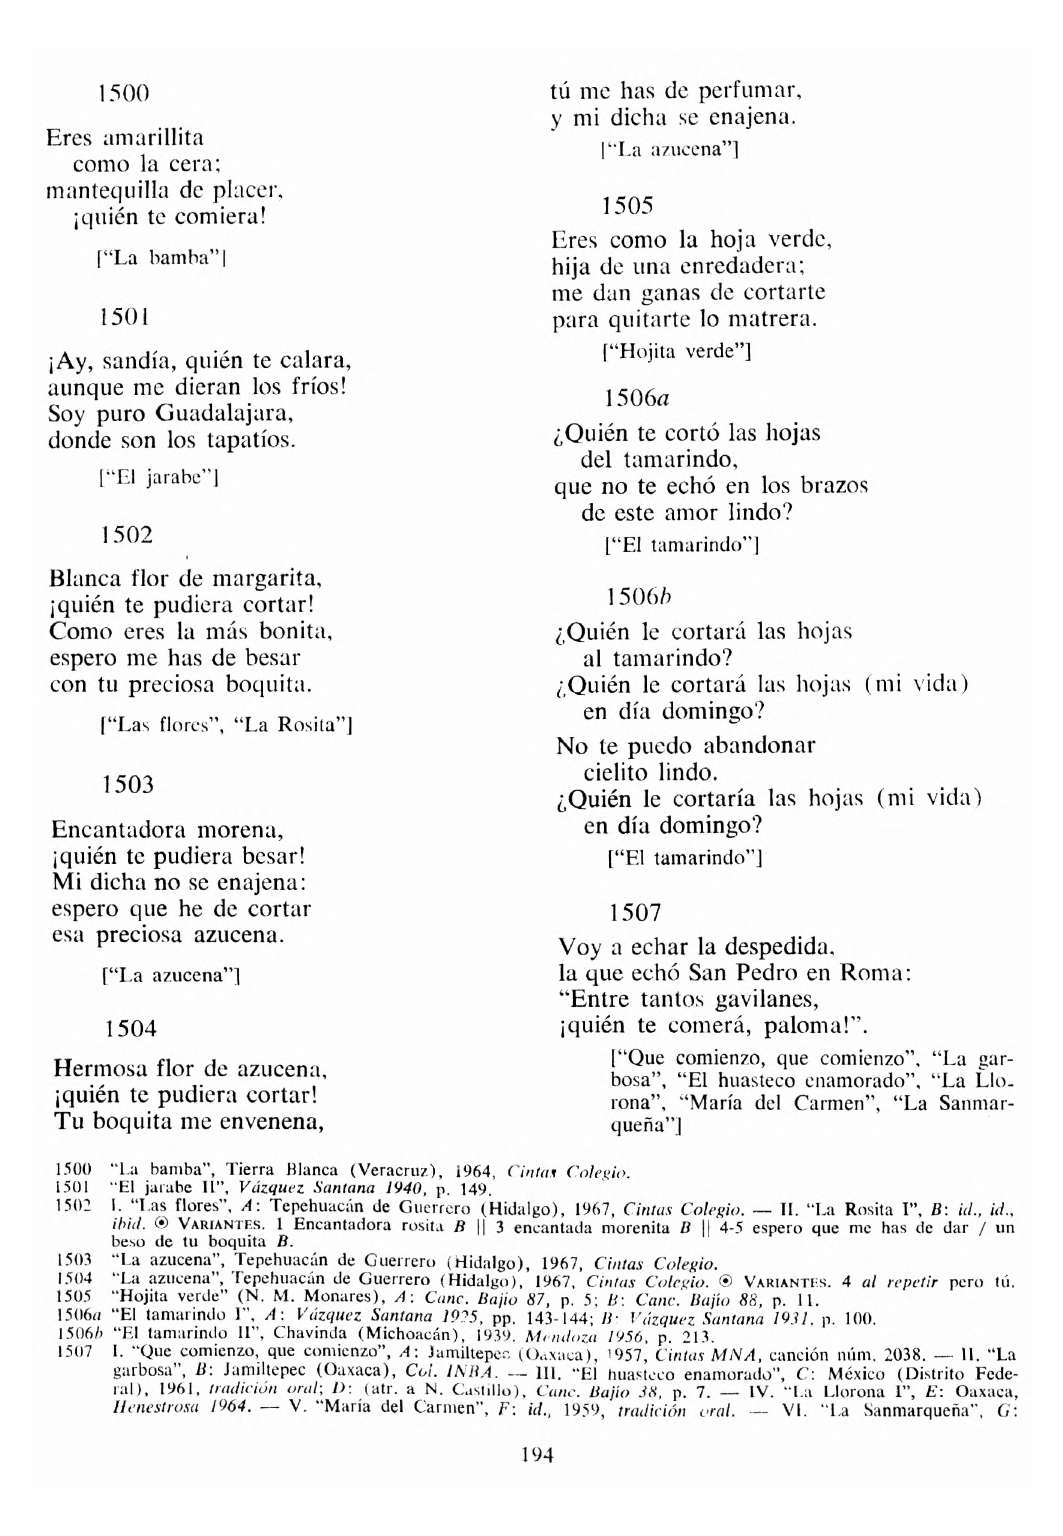 1500
Eres amarillita
como la cera;
mantequilla de placer,
¡quién te comiera!
[“La bamba”]
1501
¡Ay, sandía, quién te calara,
aunque me dieran los fríos!
Soy puro Guadalajara,
donde son los tapatíos.
[“El jarabe”]
1502
Blanca flor de margarita,
¡quién te pudiera cortar!
Como eres la más bonita,
espero me has de besar
con tu preciosa boquita.
[“Las flores”, “La Rosita”]
1503
Encantadora morena,
¡quién te pudiera besar!
Mi dicha no se enajena:
espero que he de cortar
esa preciosa azucena.
[“La azucena”]
1504
Hermosa flor de azucena,
¡quién te pudiera cortar!
Tu boquita me envenena,
tú me has de perfumar,
y mi dicha se enajena.
[“La azucena”]
1505
Eres como la hoja verde,
hija de una enredadera;
me dan ganas de cortarte
para quitarte lo matrera.
[“Hojita verde”]
1506a
¿Quién te cortó las hojas
del tamarindo,
que no te echó en los brazos
de este amor lindo?
[“El tamarindo”]
1506b
¿Quién le cortará las hojas
al tamarindo?
¿Quién le cortará las hojas (mi vida)
en día domingo?
No te puedo abandonar
cielito lindo.
¿Quién le cortaría las hojas (mi vida)
en día domingo?
[“El tamarindo”]
1507
Voy a echar la despedida,
la que echó San Pedro en Roma:
“Entre tantos gavilanes,
¡quién te comerá, paloma!”.
[“Que comienzo, que comienzo”, “La gar-
bosa”, “El huasteco enamorado”, “La Llo-
rona”, “María del Carmen”, “La Sanmar-
queña”]
1500 “La bamba”, Tierra Blanca (Veracruz), 1964, Cintas Colegio.
1501 “El jarabe II”, Vázquez Santana 1940, p. 149.
1502 I. “Las flores”, A: Tepehuacán de Guerrero (Hidalgo), 1967, Cintas Colegio. — II. “La Rosita I”, B: id., id.,
ibid. ⊙ VARIANTES. 1 Encantadora rosita B || 3 encantada morenita B || 4-5 espero que me has de dar / un
beso de tu boquita B.
1503 “La azucena”, Tepehuacán de Guerrero (Hidalgo), 1967, Cintas Colegio.
1504 “La azucena”, Tepehuacán de Guerrero (Hidalgo), 1967, Cintas Colegio. ⊙ VARIANTES. 4 al repetir pero tú.
1505 “Hojita verde” (N. M. Monares), A: Canc. Bajío 87, p. 5; B: Canc. Bajío 88, p. 11.
1506a “El tamarindo I”, A: Vázquez Santana 1925, pp. 143-144; B: Vázquez Santana 1931, p. 100.
1506b “El tamarindo II”, Chavinda (Michoacán), 1939, Mendoza 1956, p. 213.
1507 I. “Que comienzo, que comienzo”, A: Jamiltepec (Oaxaca), 1957, Cintas MNA, canción núm. 2038. — II. “La
garbosa”, B: Jamiltepec (Oaxaca), Col. INBA. — III. “El huasteco enamorado”, C: México (Distrito Fede-
ral), 1961, tradición oral; D: (atr. a N. Castillo), Canc. Bajío 38, p. 7. — IV. “La Llorona I”, E: Oaxaca,
Henestrosa 1964. — V. “María del Carmen”, F: id., 1959, tradición oral. — VI. “La Sanmarqueña”, G:
194